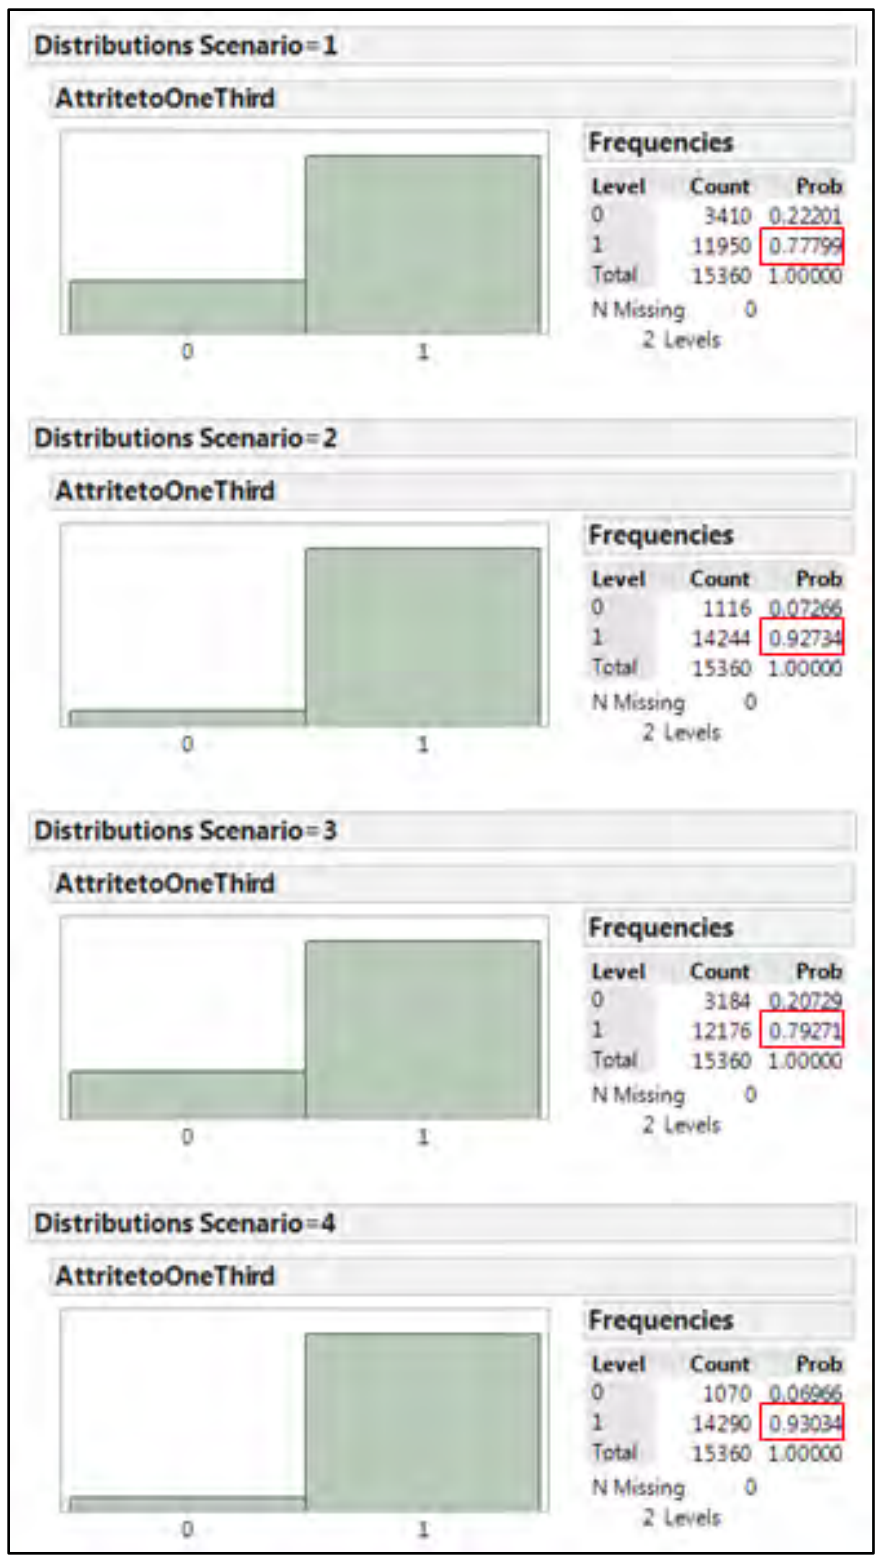 Distributions Scenario=1
AttritetoOneThird
Frequencies
Level Count Prob
0 3410 0.22201
1 11950 0.77799
Total 15360 1.00000
N Missing 0
2 Levels
0 1
Distributions Scenario=2
AttritetoOneThird
Frequencies
Level Count Prob
0 1116 0.07266
1 14244 0.92734
Total 15360 1.00000
N Missing 0
2 Levels
0 1
Distributions Scenario=3
AttritetoOneThird
Frequencies
Level Count Prob
0 3184 0.20729
1 12176 0.79271
Total 15360 1.00000
N Missing 0
2 Levels
0 1
Distributions Scenario=4
AttritetoOneThird
Frequencies
Level Count Prob
0 1070 0.06966
1 14290 0.93034
Total 15360 1.00000
N Missing 0
2 Levels
0 1